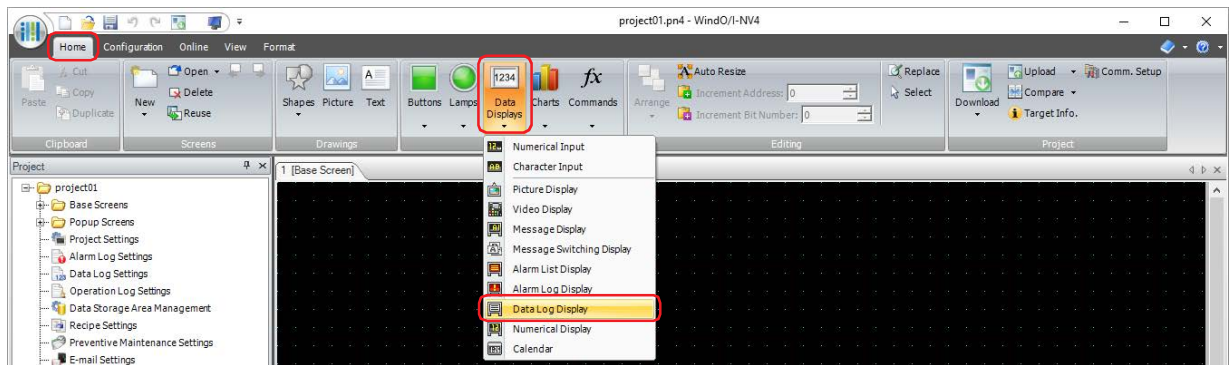 project01.pn4 - WindO/I-NV4
Home Configuration Online View Format
Paste
Cut
Copy
Duplicate
Clipboard
New
Open
Delete
Reuse
Screens
Shapes Picture Text
Drawings
Buttons Lamps
1234
Data Displays
Charts
fx
Commands
Arrange
Auto Resize
Increment Address: 0
Increment Bit Number: 0
Replace
Select
Editing
Download
Upload
Compare
Target Info.
Comm. Setup
Project
Project
project01
Base Screens
Popup Screens
Project Settings
Alarm Log Settings
Data Log Settings
Operation Log Settings
Data Storage Area Management
Recipe Settings
Preventive Maintenance Settings
E-mail Settings
1 [Base Screen]
Numerical Input
Character Input
Picture Display
Video Display
Message Display
Message Switching Display
Alarm List Display
Alarm Log Display
Data Log Display
Numerical Display
Calendar